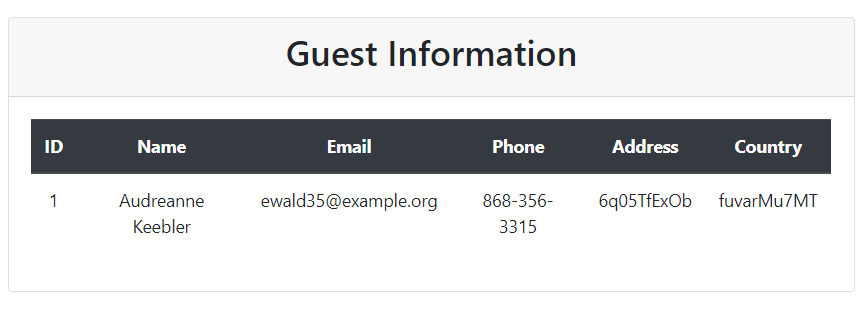 Guest Information
ID Name Email Phone Address Country
1 Audreanne Keebler ewald35@example.org 868-356-3315 6q05TfExOb fuvarMu7MT